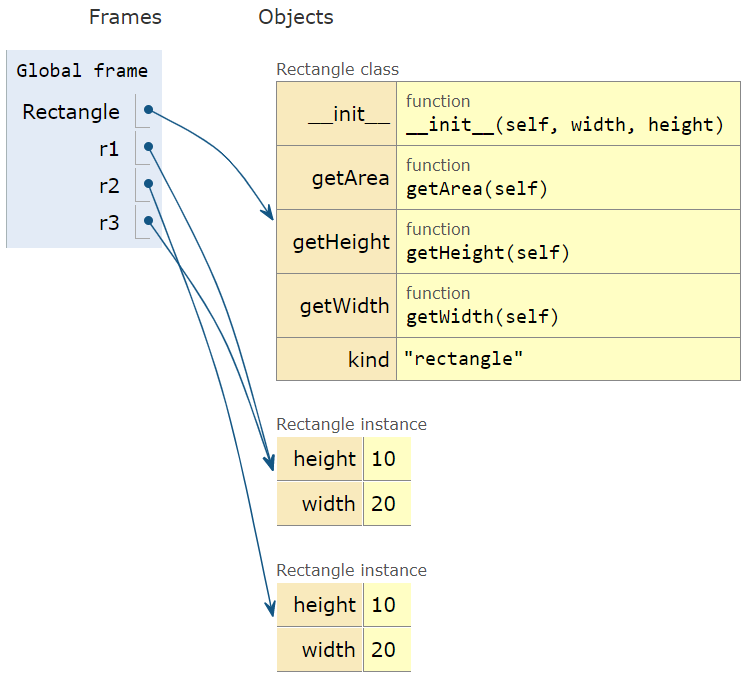 Frames Objects
Global frame
Rectangle
r1
r2
r3
Rectangle class
__init__ function
__init__(self, width, height)
getArea function
getArea(self)
getHeight function
getHeight(self)
getWidth function
getWidth(self)
kind "rectangle"
Rectangle instance
height 10
width 20
Rectangle instance
height 10
width 20